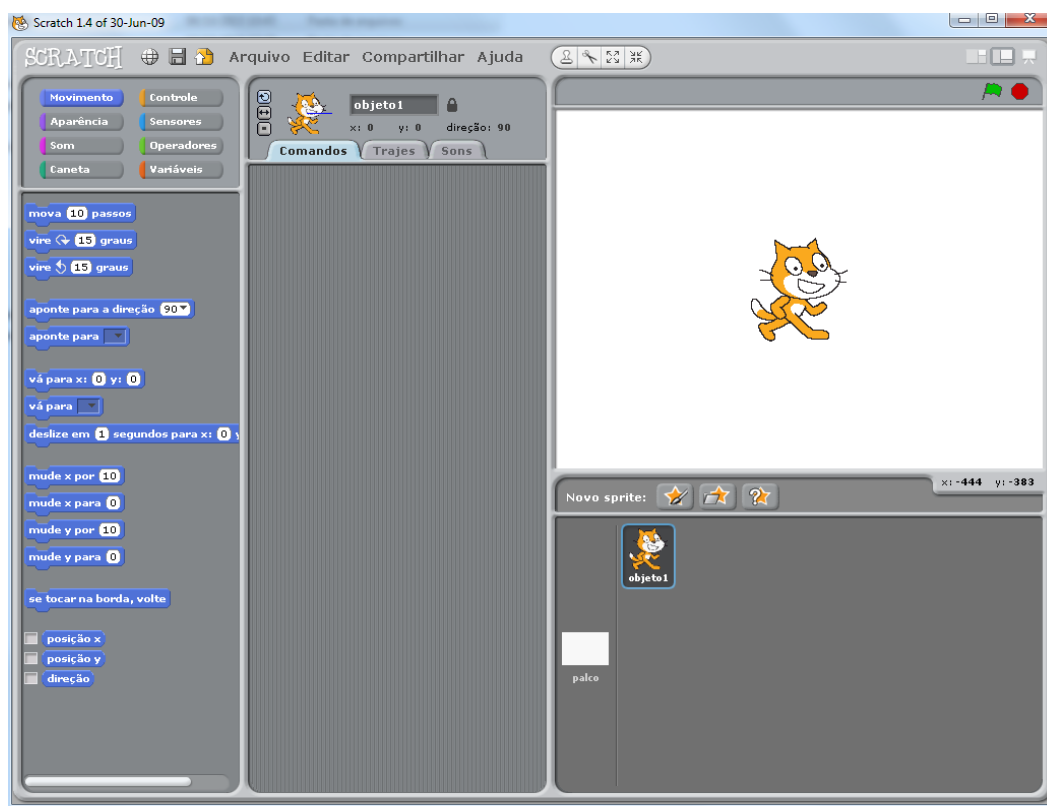 Scratch 1.4 of 30-Jun-09
SCRATCH Arquivo Editar Compartilhar Ajuda
Movimento Controle
Aparência Sensores
Som Operadores
Caneta Variáveis
objeto1
x: 0 y: 0 direção: 90
Comandos Trajes Sons
mova 10 passos
vire 15 graus
vire 15 graus
aponte para a direção 90
aponte para
vá para x: 0 y: 0
vá para
deslize em 1 segundos para x: 0 y
mude x por 10
mude x para 0
mude y por 10
mude y para 0
se tocar na borda, volte
posição x
posição y
direção
x: -444 y: -383
Novo sprite:
objeto1
palco